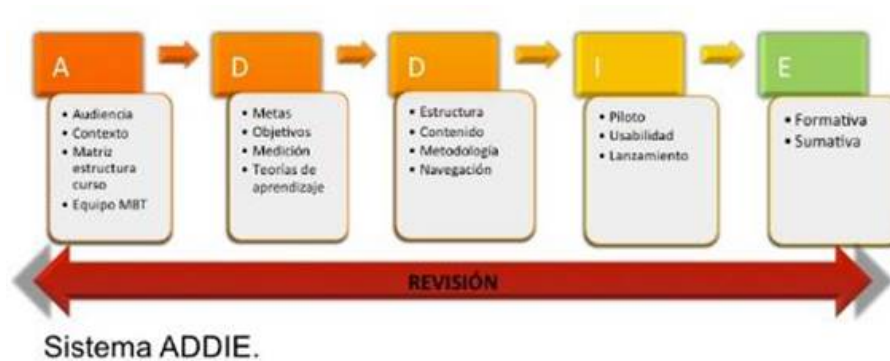 A
D
D
I
E
• Audiencia
• Contexto
• Matriz
estructura
curso
• Equipo MBT
• Metas
• Objetivos
• Medición
• Teorías de
aprendizaje
• Estructura
• Contenido
• Metodología
• Navegación
• Piloto
• Usabilidad
• Lanzamiento
• Formativa
• Sumativa
REVISIÓN
Sistema ADDIE.